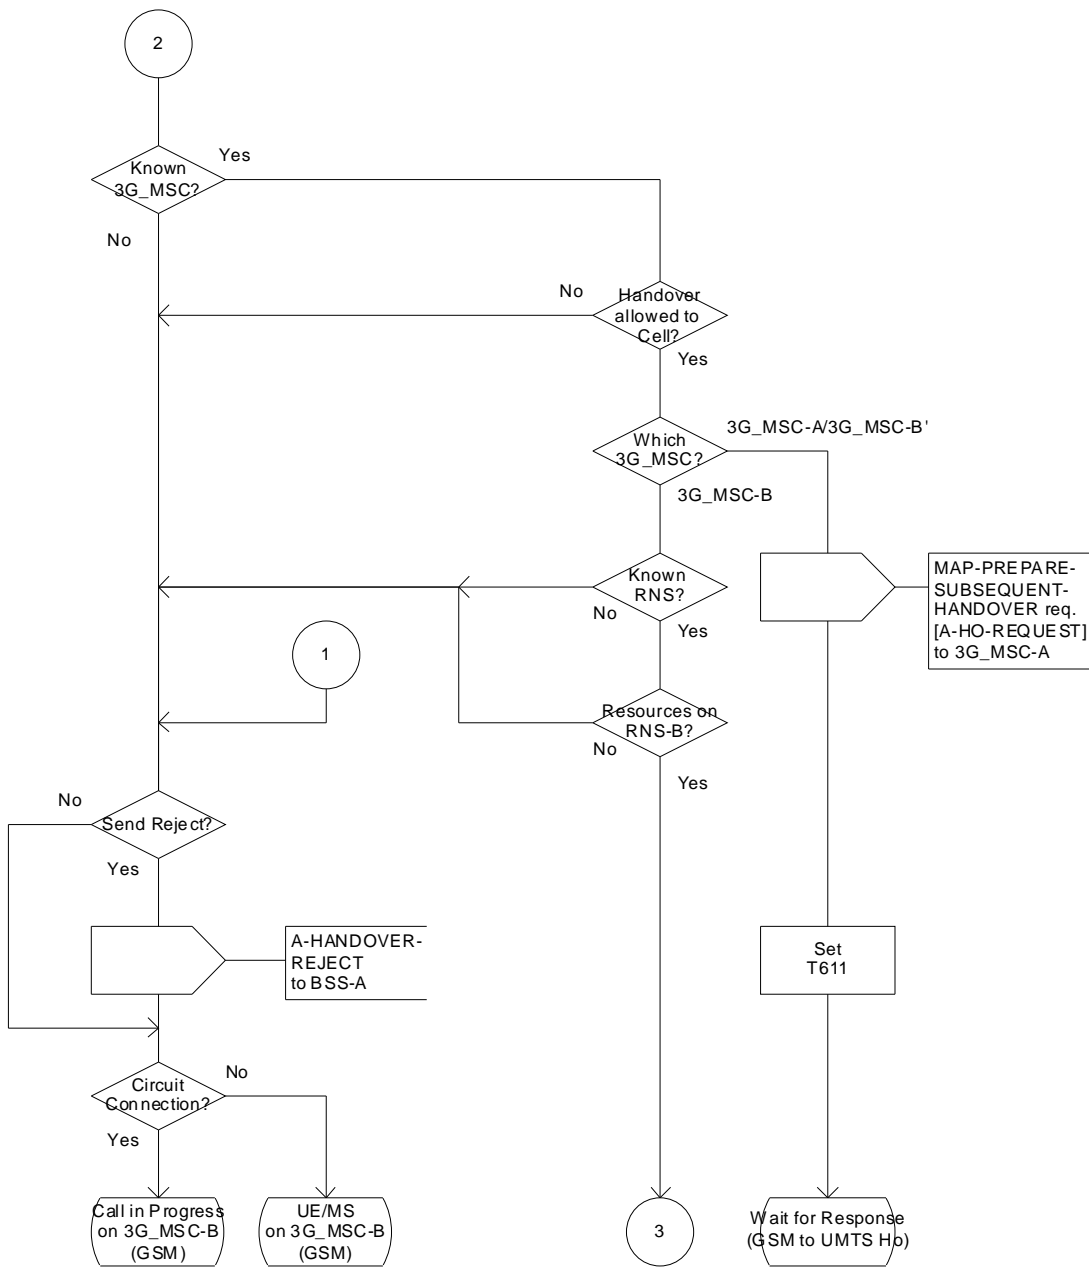 2
Known
3G_MSC?
Yes
No
Handover
allowed to
Cell?
No
Yes
Which
3G_MSC?
3G_MSC-A/3G_MSC-B'
3G_MSC-B
Known
RNS?
No
Yes
MAP-PREPARE-
SUBSEQUENT-
HANDOVER req.
[A-HO-REQUEST]
to 3G_MSC-A
1
Resources on
RNS-B?
No
Yes
No
Send Reject?
Yes
A-HANDOVER-
REJECT
to BSS-A
Set
T611
Circuit
Connection?
No
Yes
Call in Progress
on 3G_MSC-B
(GSM)
UE/MS
on 3G_MSC-B
(GSM)
3
Wait for Response
(GSM to UMTS Ho)